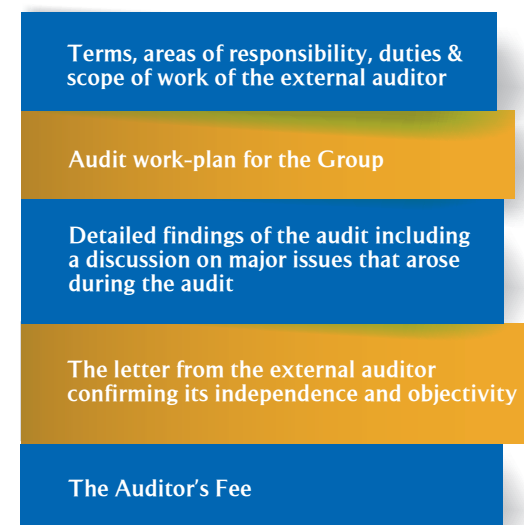 Terms, areas of responsibility, duties &
scope of work of the external auditor
Audit work-plan for the Group
Detailed findings of the audit including
a discussion on major issues that arose
during the audit
The letter from the external auditor
confirming its independence and objectivity
The Auditor's Fee